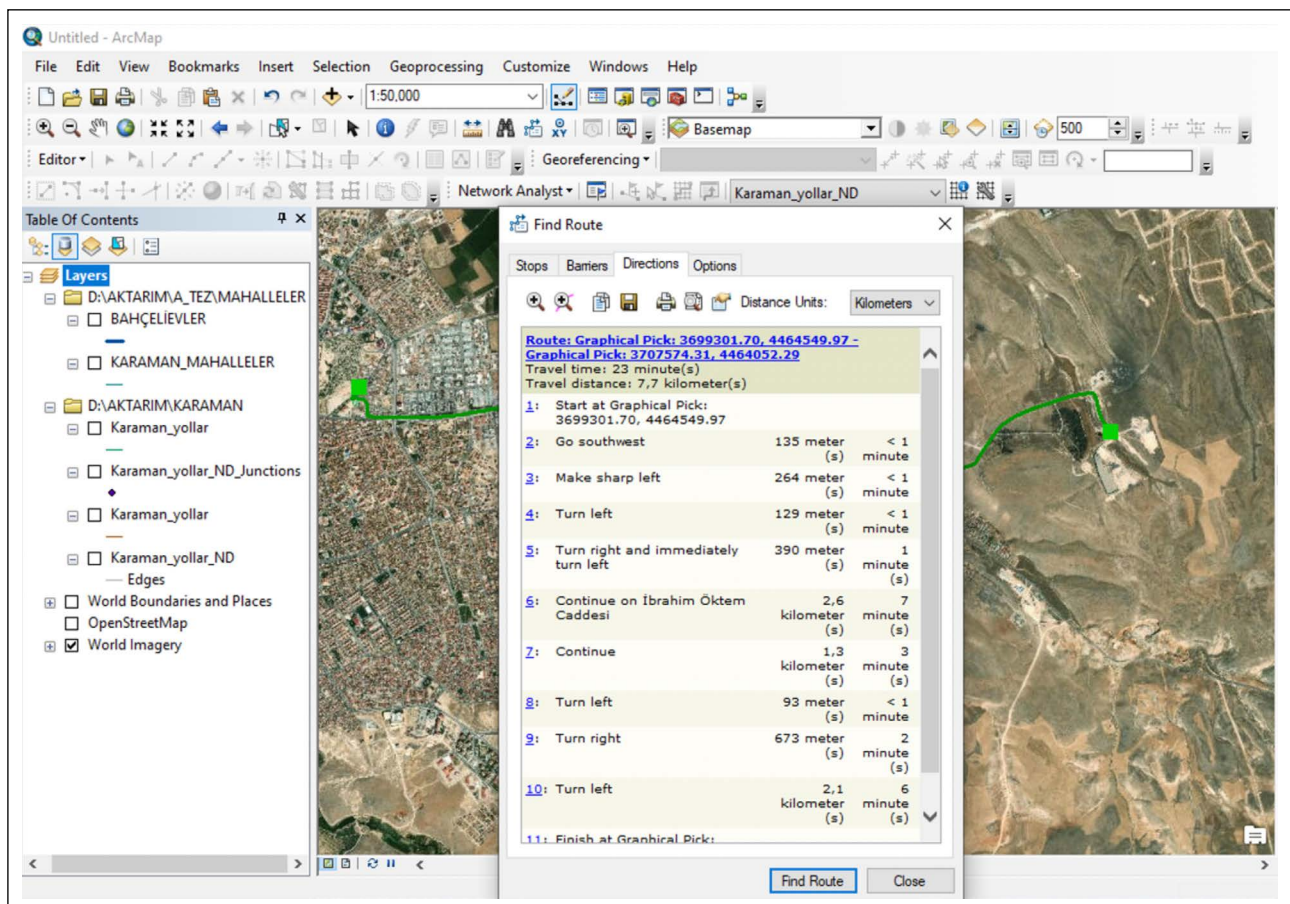 Untitled - ArcMap
File Edit View Bookmarks Insert Selection Geoprocessing Customize Windows Help
1:50,000
Basemap
500
Editor
Georeferencing
Network Analyst
Karaman_yollar_ND
Table Of Contents
Layers
D:\AKTARIM\A_TEZ\MAHALLELER
BAHÇELİEVLER
KARAMAN_MAHALLELER
D:\AKTARIM\KARAMAN
Karaman_yollar
Karaman_yollar_ND_Junctions
Karaman_yollar
Karaman_yollar_ND
Edges
World Boundaries and Places
OpenStreetMap
World Imagery
Find Route
Stops Barriers Directions Options
Distance Units: Kilometers
Route: Graphical Pick: 3699301.70, 4464549.97 -
Graphical Pick: 3707574.31, 4464052.29
Travel time: 23 minute(s)
Travel distance: 7,7 kilometer(s)
1: Start at Graphical Pick:
3699301.70, 4464549.97
2: Go southwest 135 meter < 1
(s) minute
3: Make sharp left 264 meter < 1
(s) minute
4: Turn left 129 meter < 1
(s) minute
5: Turn right and immediately 390 meter 1
turn left (s) minute
(s)
6: Continue on İbrahim Öktem 2,6 7
Caddesi kilometer minute
(s) (s)
7: Continue 1,3 3
kilometer minute
(s) (s)
8: Turn left 93 meter < 1
(s) minute
9: Turn right 673 meter 2
(s) minute
(s)
10: Turn left 2,1 6
kilometer minute
(s) (s)
11: Finish at Graphical Pick:
Find Route Close